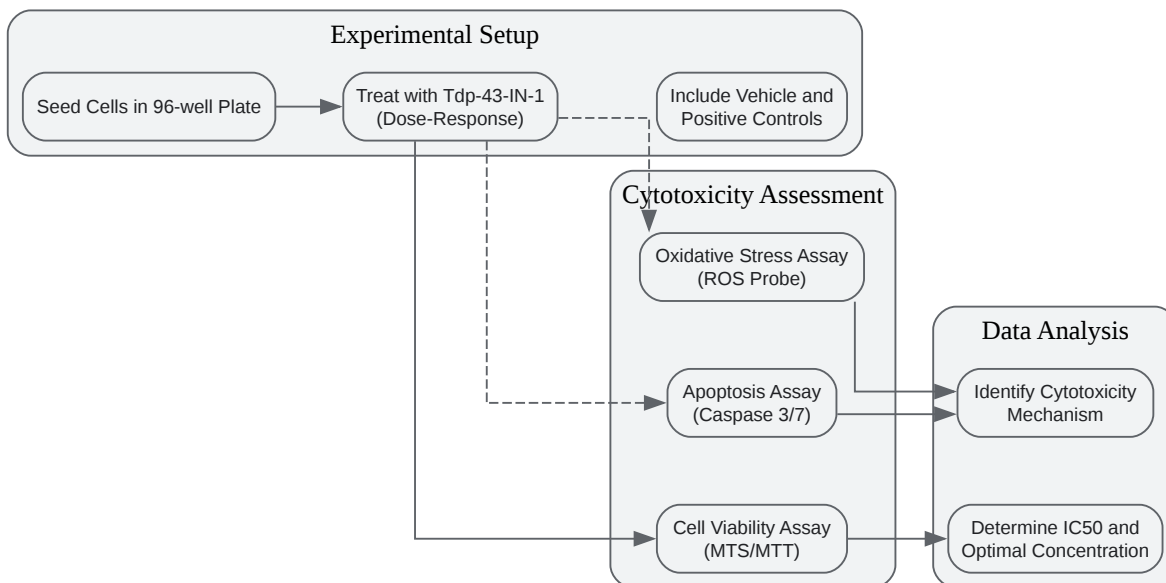 Experimental Setup
Seed Cells in 96-well Plate
Treat with Tdp-43-IN-1
(Dose-Response)
Include Vehicle and
Positive Controls
Cytotoxicity Assessment
Oxidative Stress Assay
(ROS Probe)
Apoptosis Assay
(Caspase 3/7)
Cell Viability Assay
(MTS/MTT)
Data Analysis
Identify Cytotoxicity
Mechanism
Determine IC50 and
Optimal Concentration